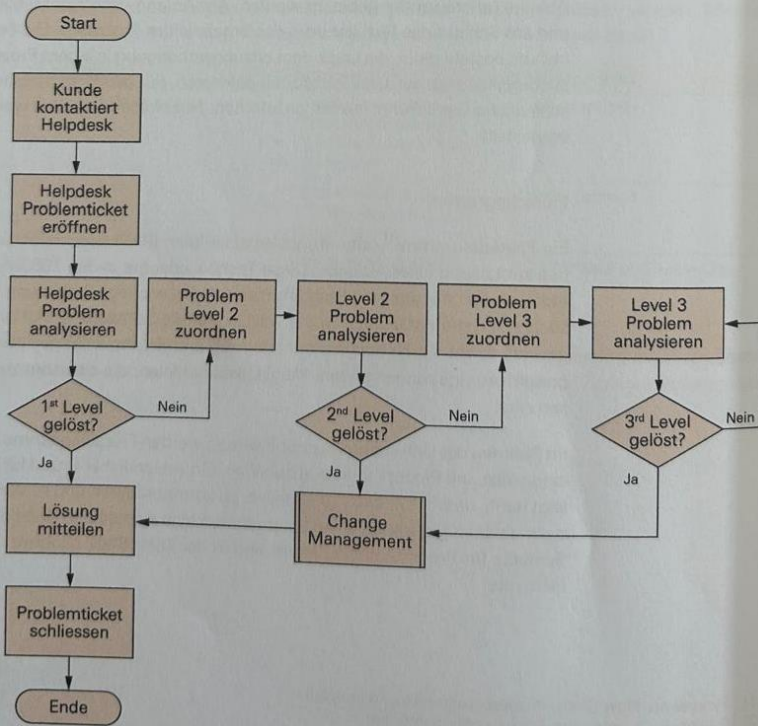 Start
Kunde
kontaktiert
Helpdesk
Helpdesk
Problemticket
eröffnen
Helpdesk
Problem
analysieren
Problem
Level 2
zuordnen
Level 2
Problem
analysieren
Problem
Level 3
zuordnen
Level 3
Problem
analysieren
1st Level
gelöst?
Nein
2nd Level
gelöst?
Nein
3rd Level
gelöst?
Nein
Ja
Ja
Ja
Lösung
mitteilen
Change
Management
Problemticket
schliessen
Ende